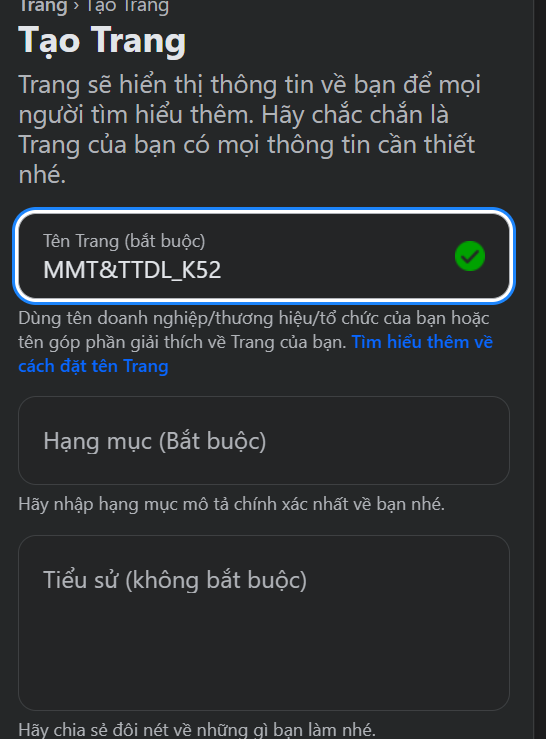 Trang › Tạo Trang
Tạo Trang
Trang sẽ hiển thị thông tin về bạn để mọi
người tìm hiểu thêm. Hãy chắc chắn là
Trang của bạn có mọi thông tin cần thiết
nhé.
Tên Trang (bắt buộc)
MMT&TTDL_K52
Dùng tên doanh nghiệp/thương hiệu/tổ chức của bạn hoặc
tên góp phần giải thích về Trang của bạn. Tìm hiểu thêm về
cách đặt tên Trang
Hạng mục (Bắt buộc)
Hãy nhập hạng mục mô tả chính xác nhất về bạn nhé.
Tiểu sử (không bắt buộc)
Hãy chia sẻ đôi nét về những gì bạn làm nhé.